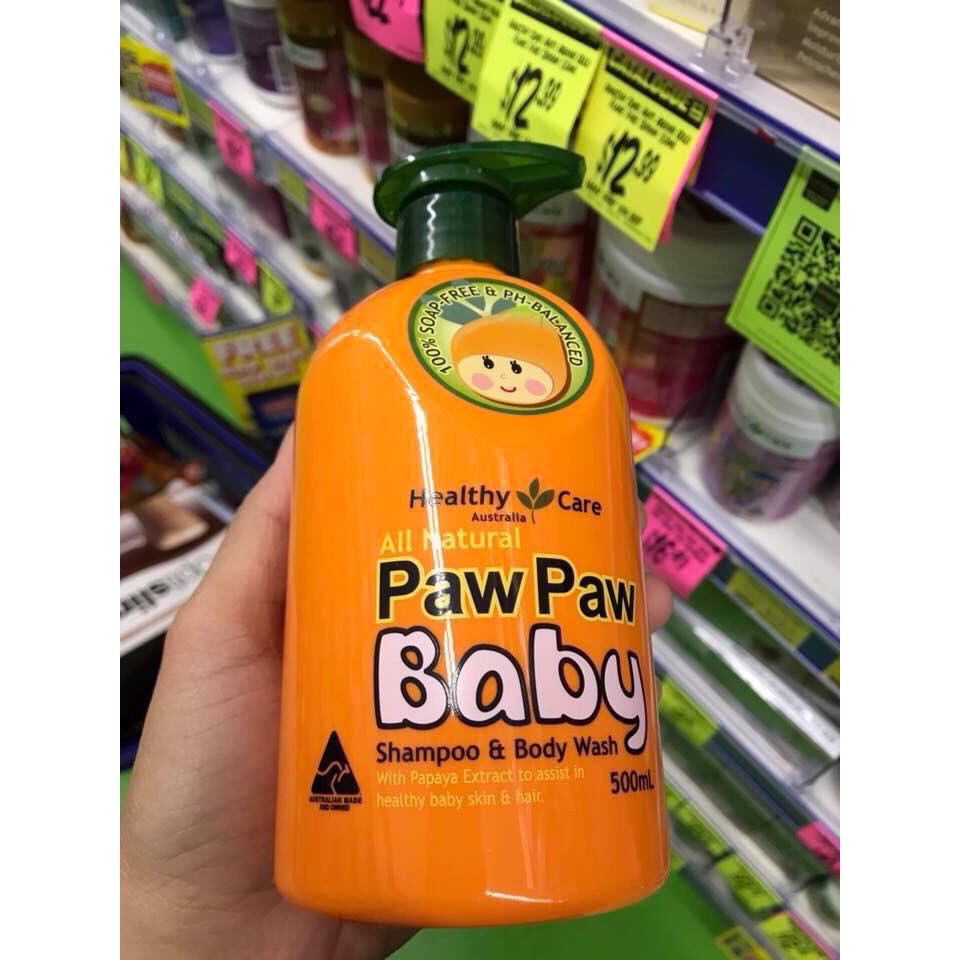 $12.99
$12.99
100% SOAP-FREE & PH-BALANCED
Healthy Care
Australia
All Natural
Paw Paw
Baby
Shampoo & Body Wash
500mL
With Papaya Extract to assist in
healthy baby skin & hair.
AUSTRALIAN MADE
AND OWNED
FREE